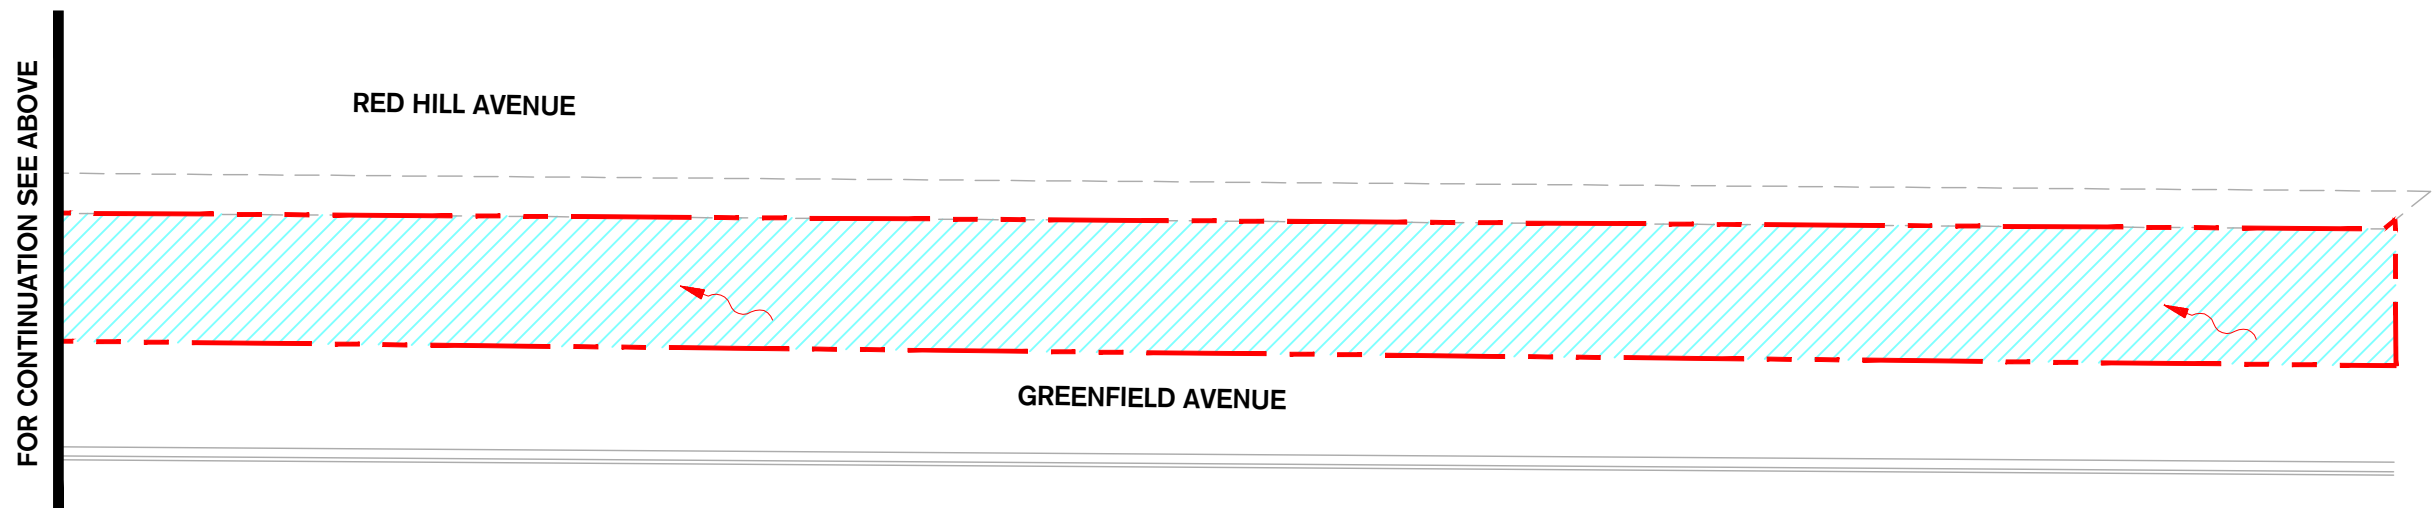 FOR CONTINUATION SEE ABOVE
RED HILL AVENUE
GREENFIELD AVENUE